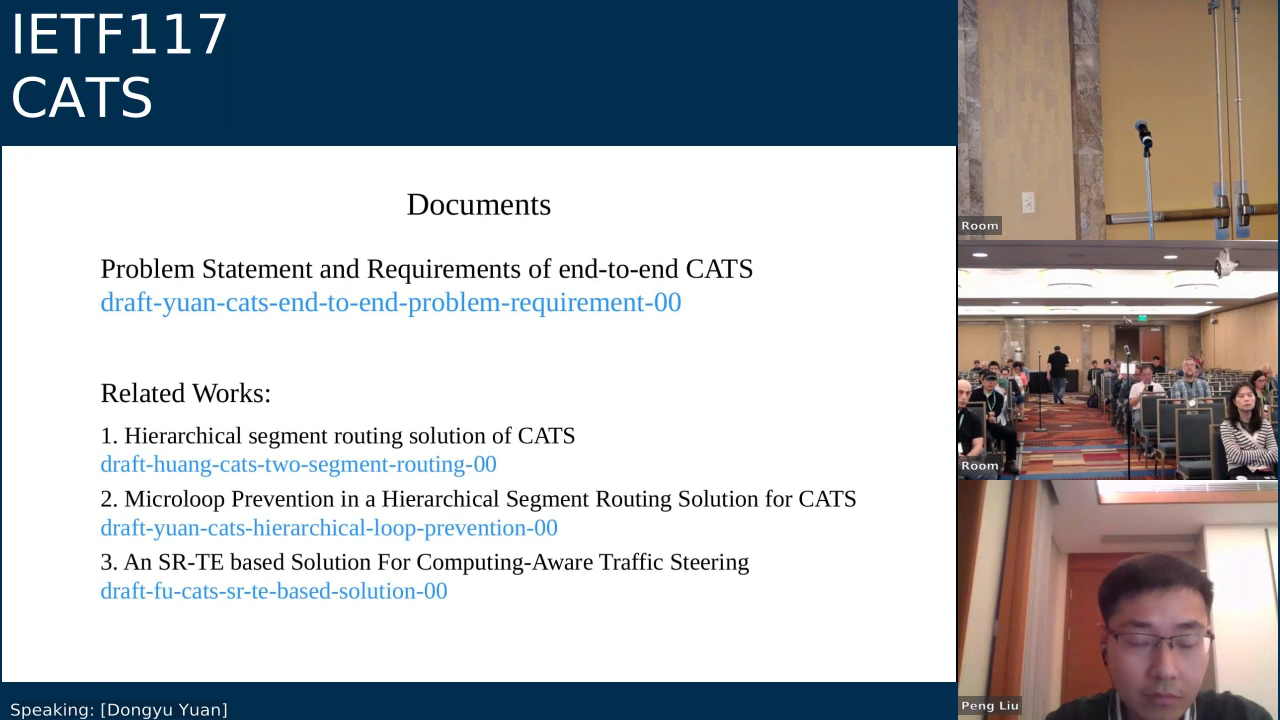 IETF117
CATS
Documents
Problem Statement and Requirements of end-to-end CATS
draft-yuan-cats-end-to-end-problem-requirement-00
Related Works:
1. Hierarchical segment routing solution of CATS
draft-huang-cats-two-segment-routing-00
2. Microloop Prevention in a Hierarchical Segment Routing Solution for CATS
draft-yuan-cats-hierarchical-loop-prevention-00
3. An SR-TE based Solution For Computing-Aware Traffic Steering
draft-fu-cats-sr-te-based-solution-00
Speaking: [Dongyu Yuan]
Room
Room
Peng Liu